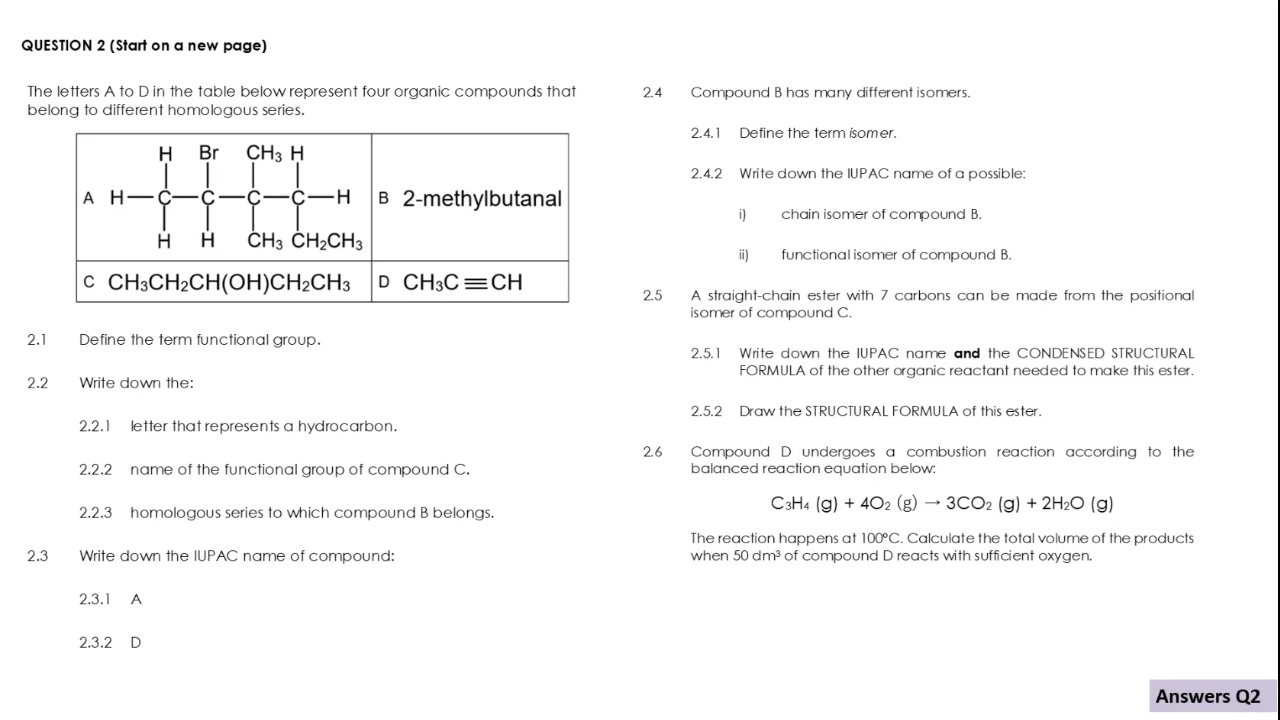 QUESTION 2 (Start on a new page)
The letters A to D in the table below represent four organic compounds that
belong to different homologous series.
H Br CH₃ H
A H—C—C—C—C—H
H H CH₃ CH₂CH₃
B 2-methylbutanal
C CH₃CH₂CH(OH)CH₂CH₃
D CH₃C≡CH
2.1 Define the term functional group.
2.2 Write down the:
2.2.1 letter that represents a hydrocarbon.
2.2.2 name of the functional group of compound C.
2.2.3 homologous series to which compound B belongs.
2.3 Write down the IUPAC name of compound:
2.3.1 A
2.3.2 D
2.4 Compound B has many different isomers.
2.4.1 Define the term isomer.
2.4.2 Write down the IUPAC name of a possible:
i) chain isomer of compound B.
ii) functional isomer of compound B.
2.5 A straight-chain ester with 7 carbons can be made from the positional
isomer of compound C.
2.5.1 Write down the IUPAC name and the CONDENSED STRUCTURAL
FORMULA of the other organic reactant needed to make this ester.
2.5.2 Draw the STRUCTURAL FORMULA of this ester.
2.6 Compound D undergoes a combustion reaction according to the
balanced reaction equation below:
C₃H₄ (g) + 4O₂ (g) → 3CO₂ (g) + 2H₂O (g)
The reaction happens at 100°C. Calculate the total volume of the products
when 50 dm³ of compound D reacts with sufficient oxygen.
Answers Q2